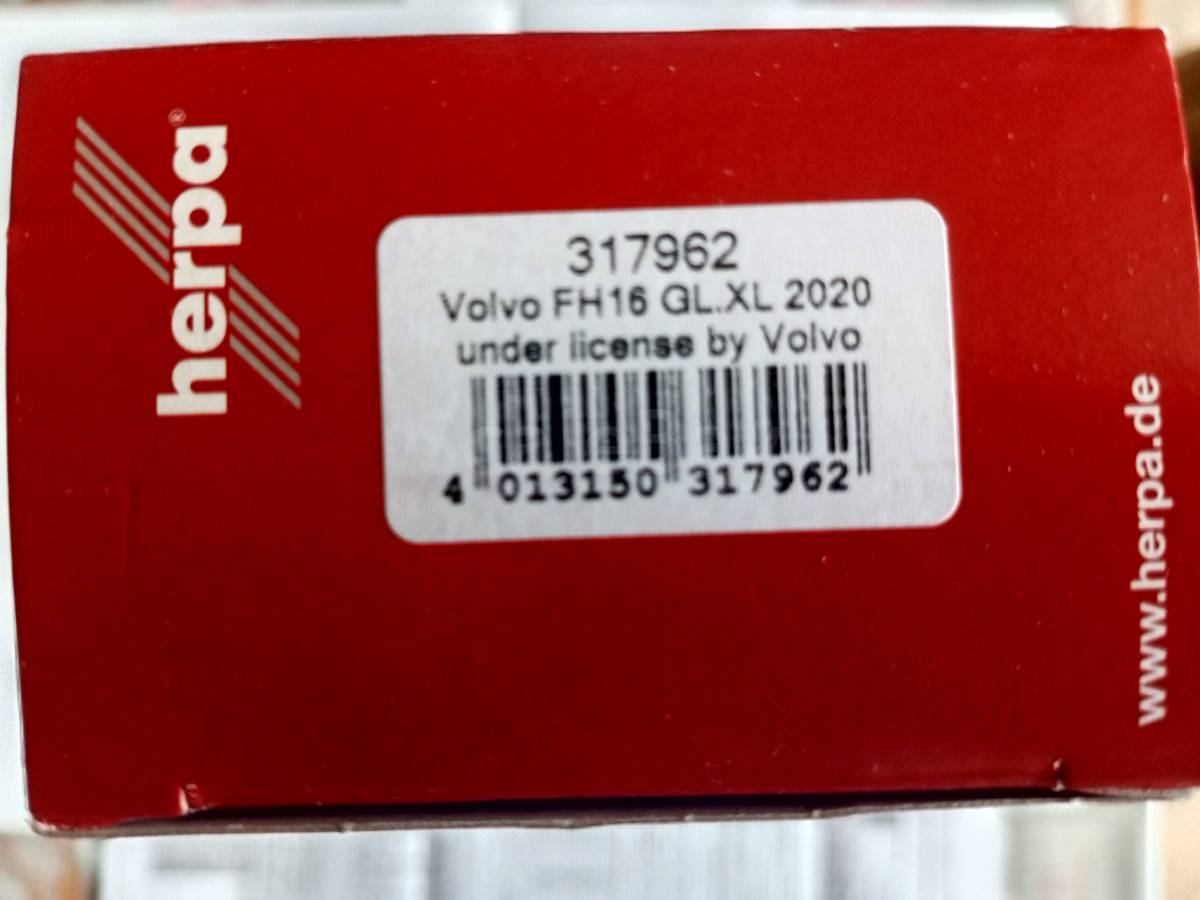 herpa®
317962
Volvo FH16 GL.XL 2020
under license by Volvo
4 013150 317962
www.herpa.de